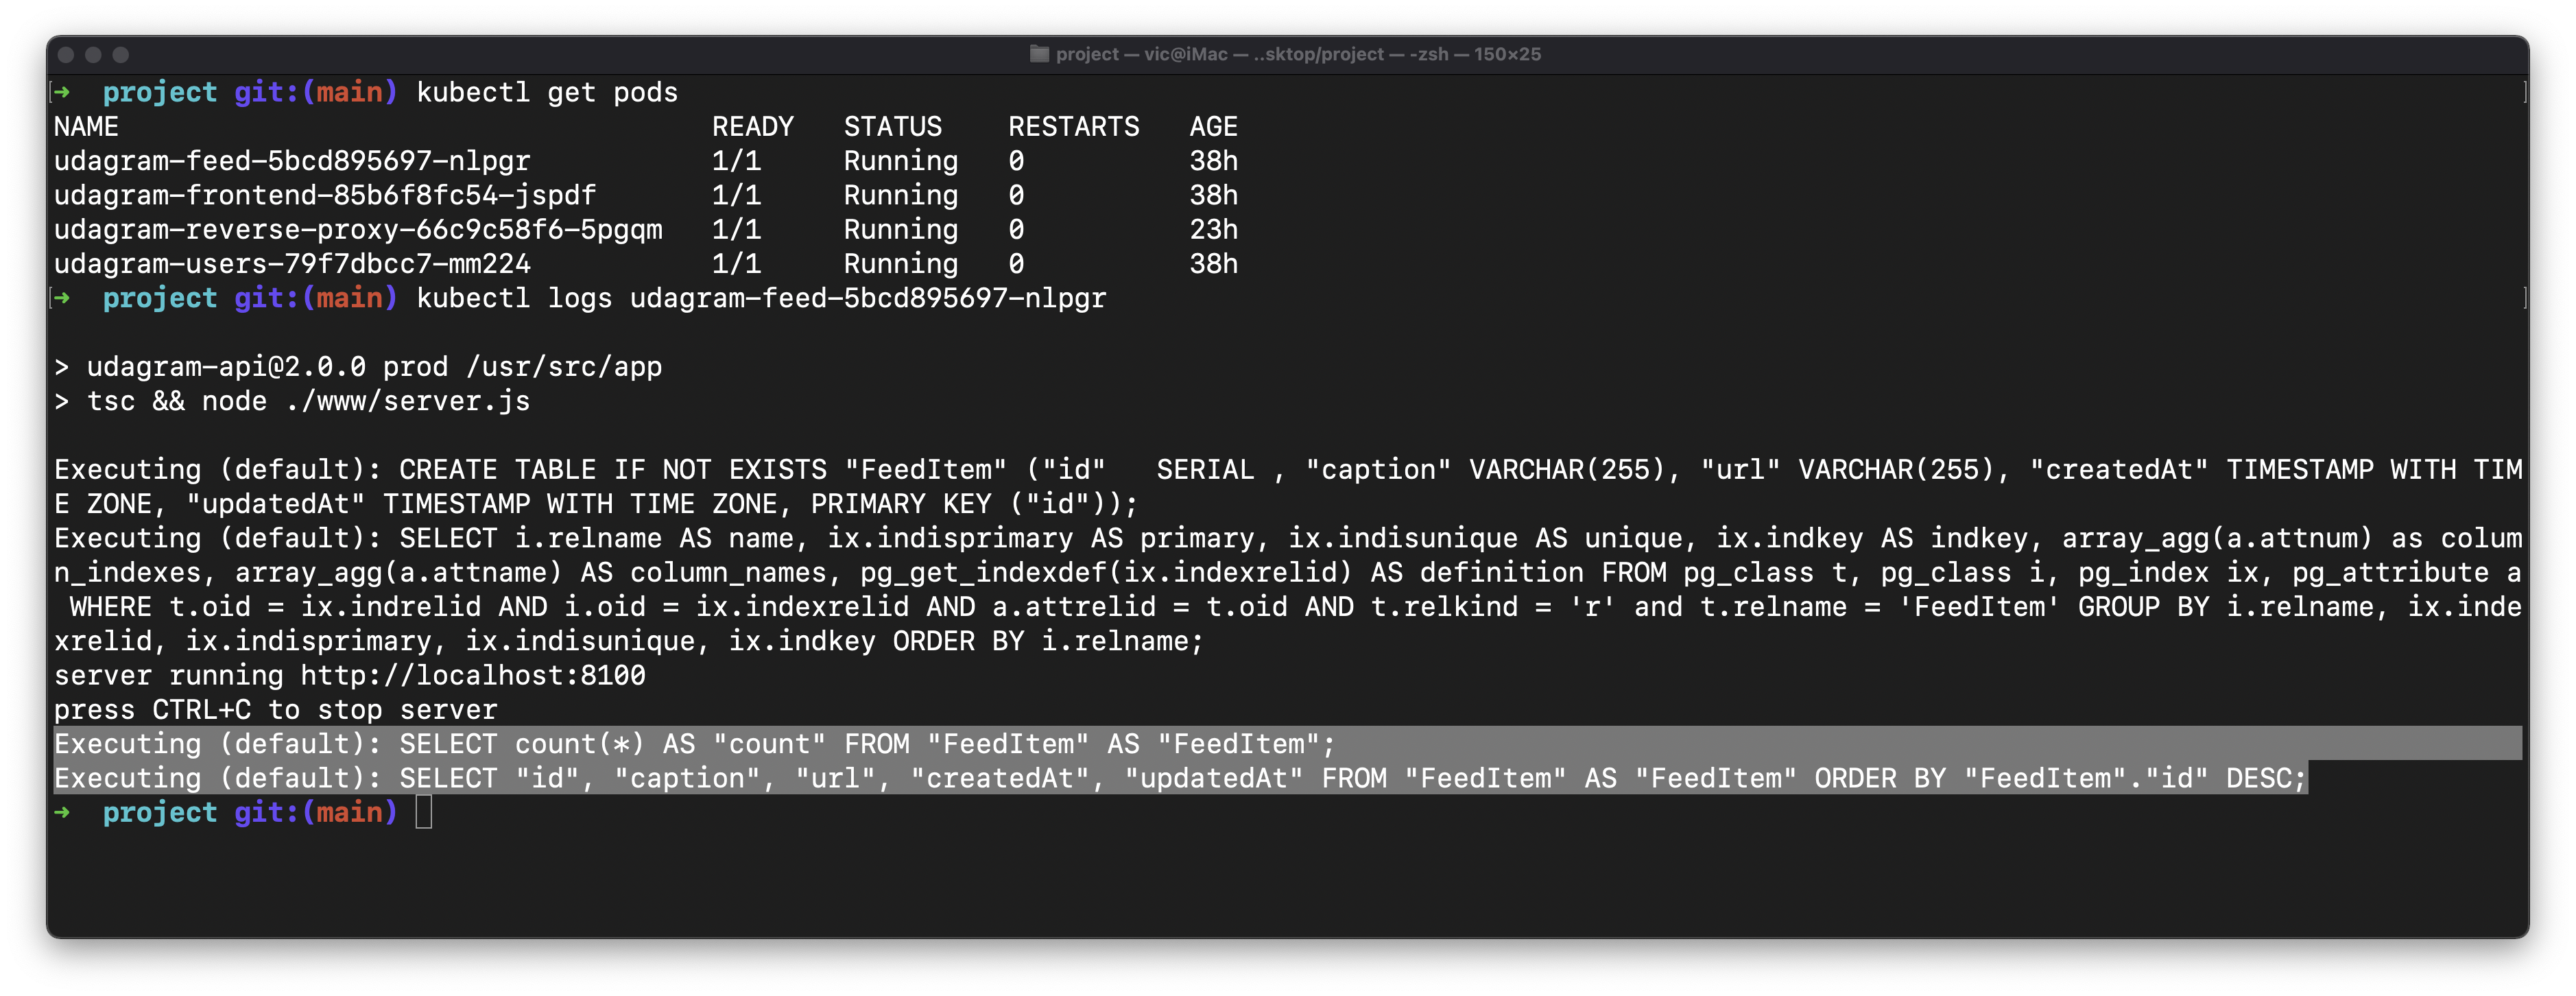 project — vic@iMac — ..sktop/project — -zsh — 150×25
[➜  project git:(main) kubectl get pods ]
NAME                                    READY   STATUS    RESTARTS   AGE
udagram-feed-5bcd895697-nlpgr           1/1     Running   0          38h
udagram-frontend-85b6f8fc54-jspdf       1/1     Running   0          38h
udagram-reverse-proxy-66c9c58f6-5pgqm   1/1     Running   0          23h
udagram-users-79f7dbcc7-mm224           1/1     Running   0          38h
[➜  project git:(main) kubectl logs udagram-feed-5bcd895697-nlpgr ]
> udagram-api@2.0.0 prod /usr/src/app
> tsc && node ./www/server.js
Executing (default): CREATE TABLE IF NOT EXISTS "FeedItem" ("id"   SERIAL , "caption" VARCHAR(255), "url" VARCHAR(255), "createdAt" TIMESTAMP WITH TIM
E ZONE, "updatedAt" TIMESTAMP WITH TIME ZONE, PRIMARY KEY ("id"));
Executing (default): SELECT i.relname AS name, ix.indisprimary AS primary, ix.indisunique AS unique, ix.indkey AS indkey, array_agg(a.attnum) as colum
n_indexes, array_agg(a.attname) AS column_names, pg_get_indexdef(ix.indexrelid) AS definition FROM pg_class t, pg_class i, pg_index ix, pg_attribute a
 WHERE t.oid = ix.indrelid AND i.oid = ix.indexrelid AND a.attrelid = t.oid AND t.relkind = 'r' and t.relname = 'FeedItem' GROUP BY i.relname, ix.inde
xrelid, ix.indisprimary, ix.indisunique, ix.indkey ORDER BY i.relname;
server running http://localhost:8100
press CTRL+C to stop server
Executing (default): SELECT count(*) AS "count" FROM "FeedItem" AS "FeedItem";
Executing (default): SELECT "id", "caption", "url", "createdAt", "updatedAt" FROM "FeedItem" AS "FeedItem" ORDER BY "FeedItem"."id" DESC;
➜  project git:(main)